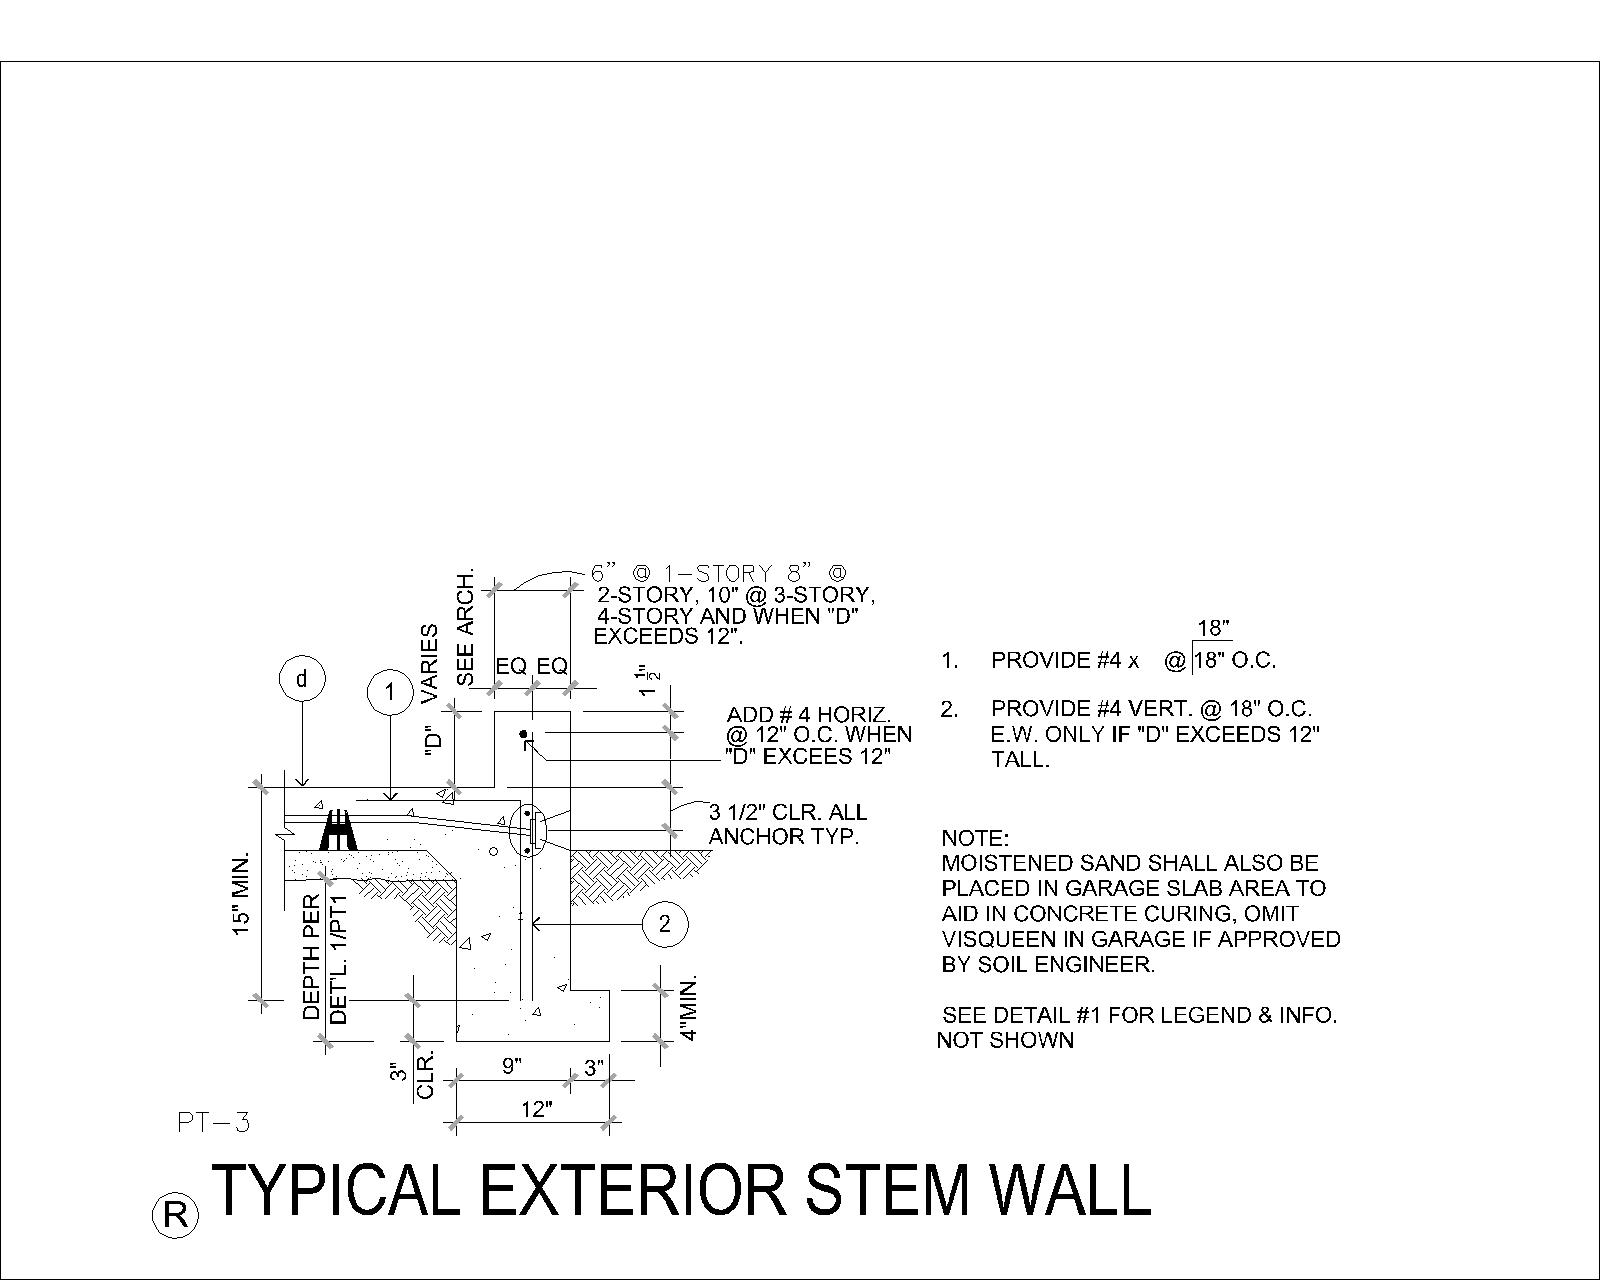 6” @ 1-STORY 8” @
2-STORY, 10" @ 3-STORY,
4-STORY AND WHEN "D"
EXCEEDS 12".
"D" VARIES
SEE ARCH.
EQ EQ
1 1/2"
d
1
ADD # 4 HORIZ.
@ 12" O.C. WHEN
"D" EXCEES 12"
3 1/2" CLR. ALL
ANCHOR TYP.
15" MIN.
DEPTH PER
DET'L. 1/PT1
2
3"
CLR.
4"MIN.
9"
3"
12"
18"
1. PROVIDE #4 x @ 18" O.C.
2. PROVIDE #4 VERT. @ 18" O.C.
E.W. ONLY IF "D" EXCEEDS 12"
TALL.
NOTE:
MOISTENED SAND SHALL ALSO BE
PLACED IN GARAGE SLAB AREA TO
AID IN CONCRETE CURING, OMIT
VISQUEEN IN GARAGE IF APPROVED
BY SOIL ENGINEER.
SEE DETAIL #1 FOR LEGEND & INFO.
NOT SHOWN
PT-3
R TYPICAL EXTERIOR STEM WALL